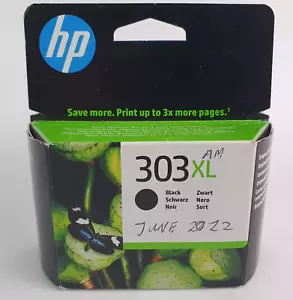 hp
Save more. Print up to 3x more pages.¹
AM
303XL
Black Zwart
Schwarz Nero
Noir Sort
JUNE 2022